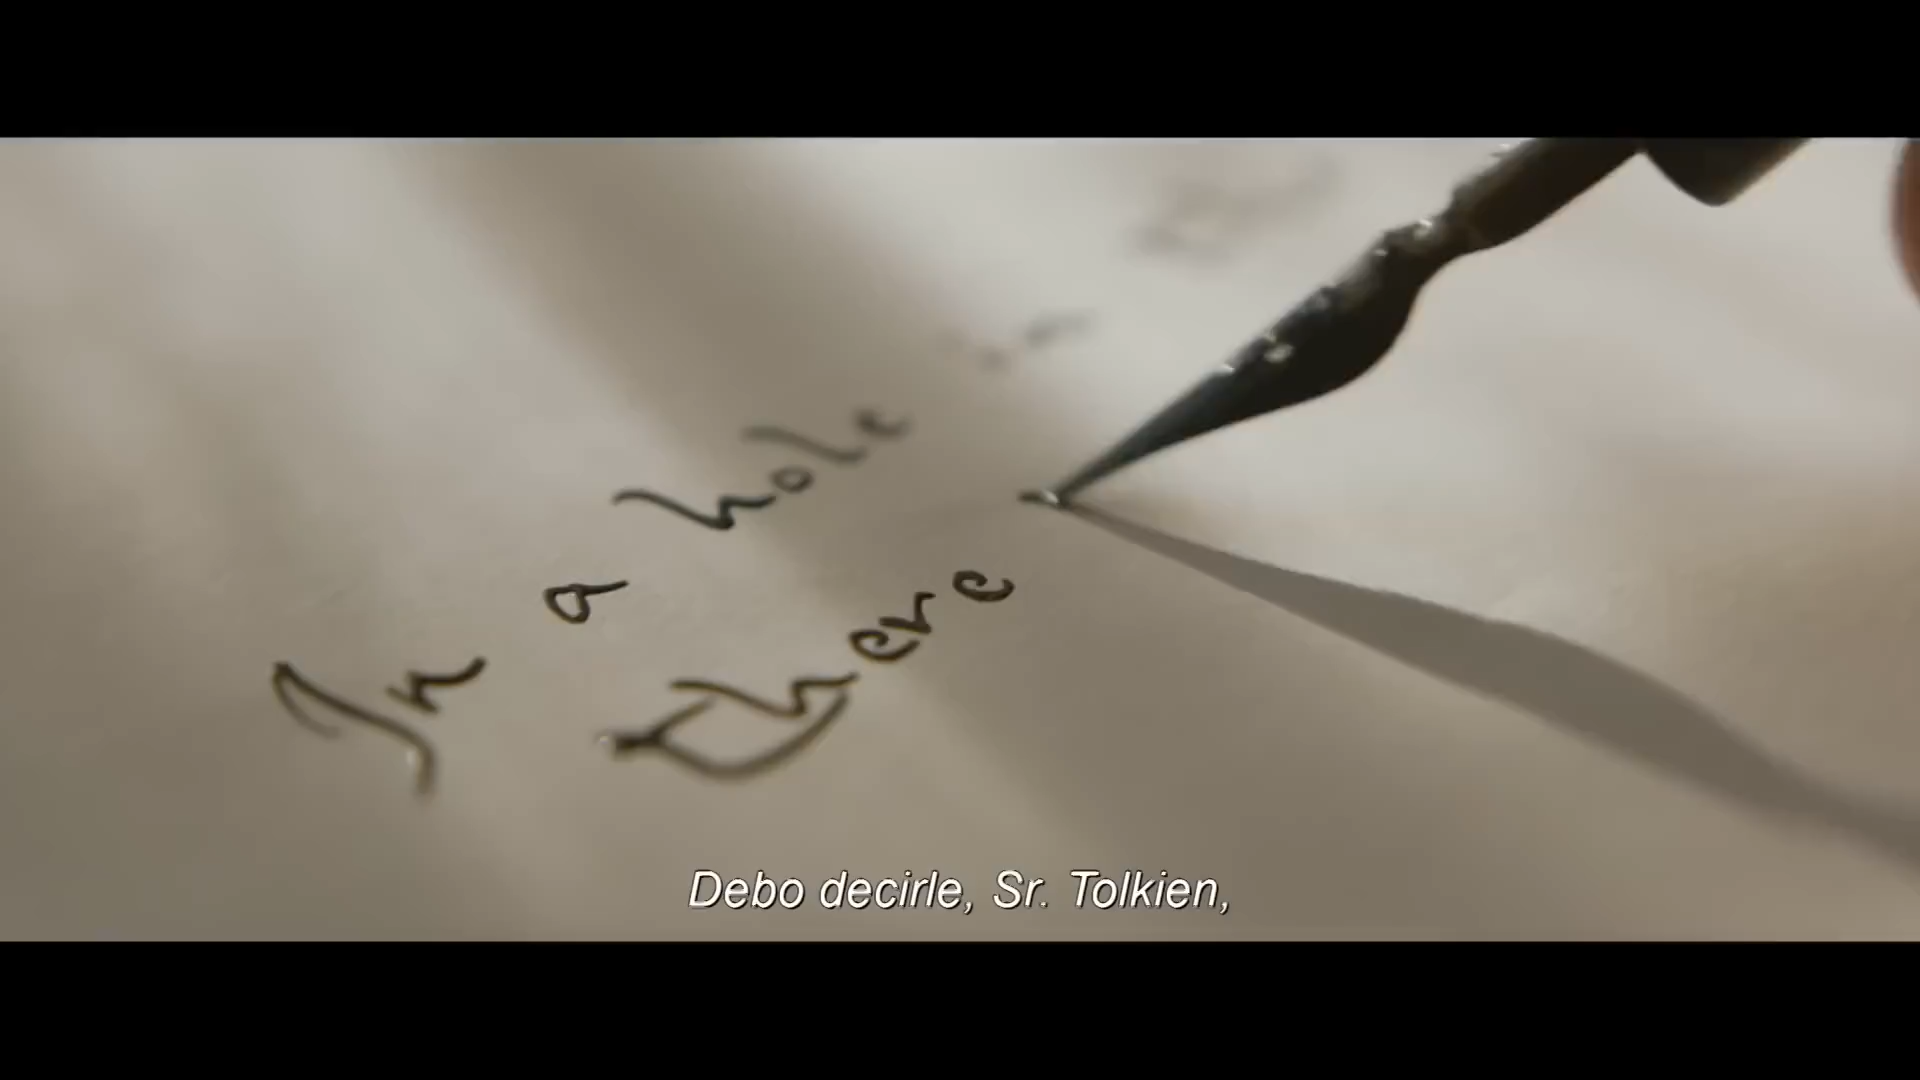 In a hole
there
Debo decirle, Sr. Tolkien,